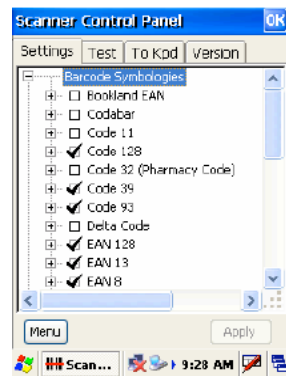 Scanner Control Panel OK
Settings Test To Kpd Version
Barcode Symbologies
Bookland EAN
Codabar
Code 11
Code 128
Code 32 (Pharmacy Code)
Code 39
Code 93
Delta Code
EAN 128
EAN 13
EAN 8
Menu Apply
Scan... 9:28 AM